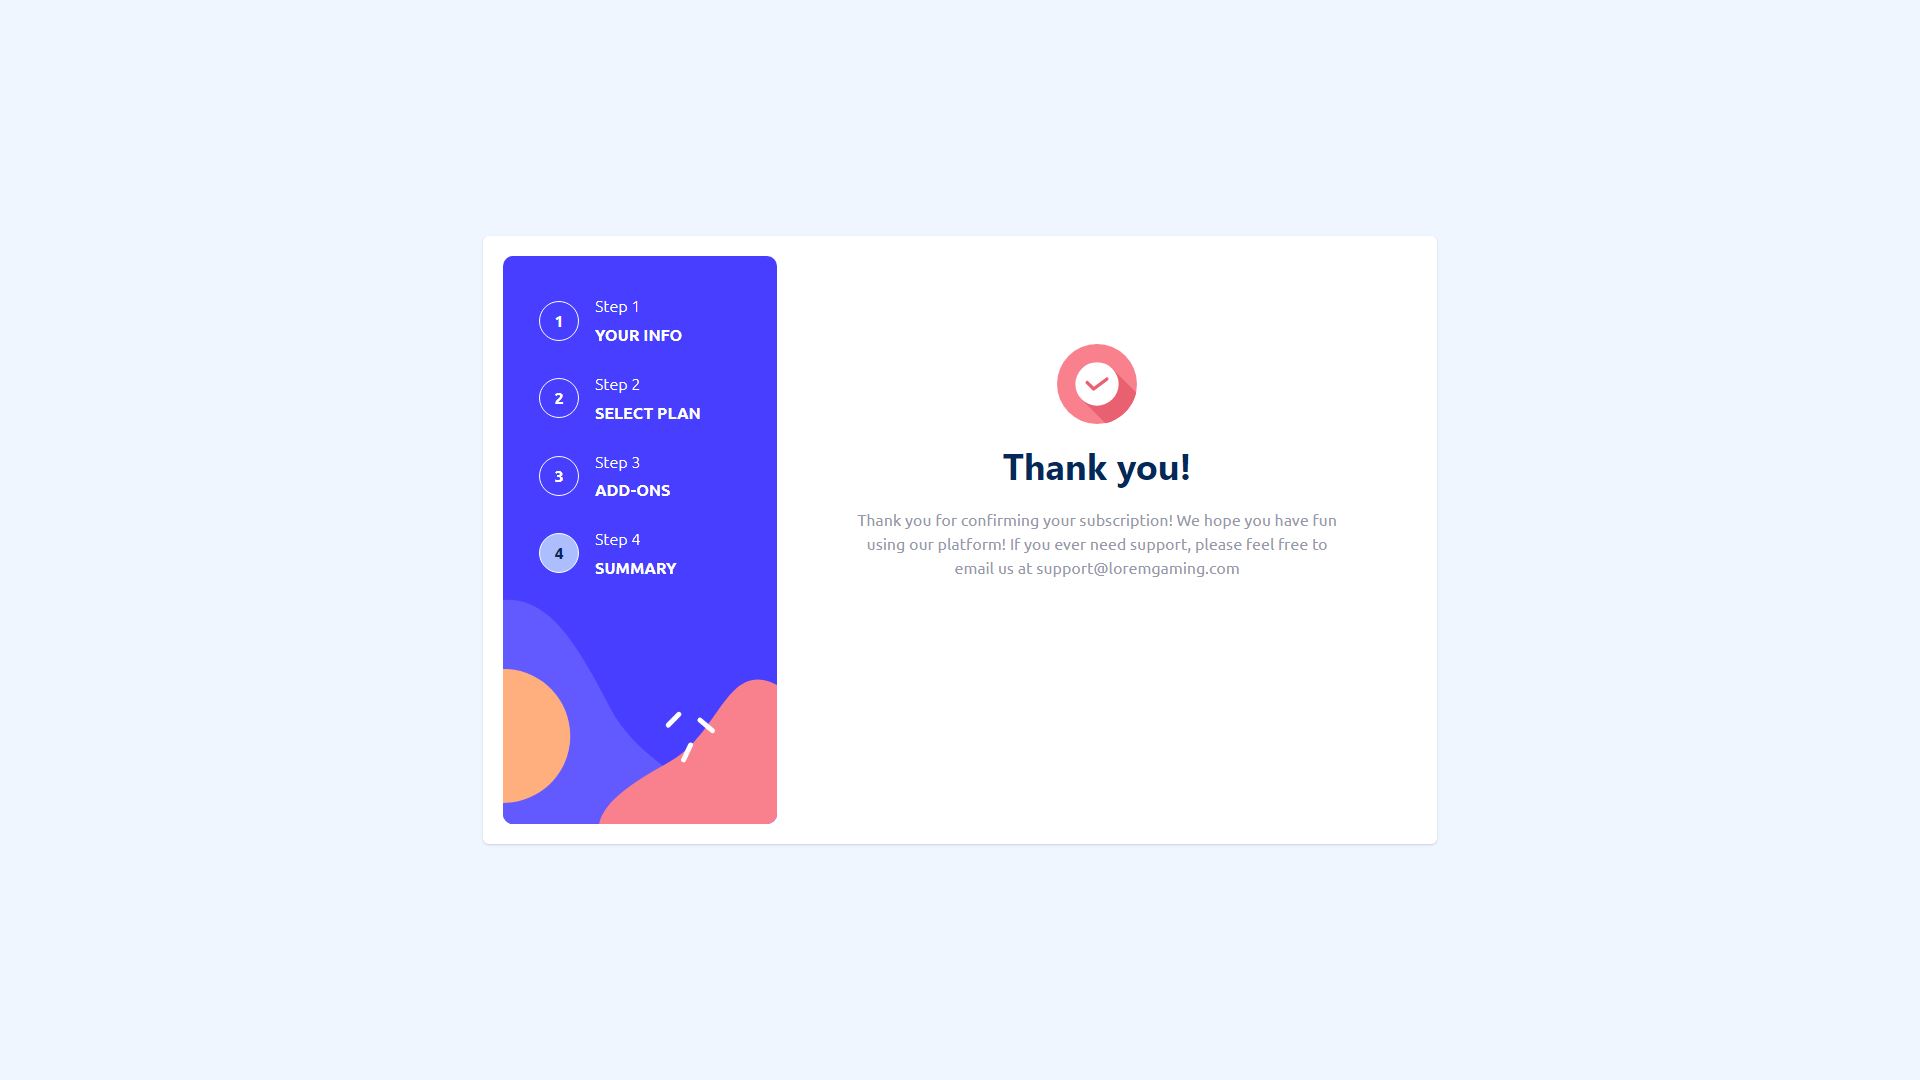 1
Step 1
YOUR INFO
2
Step 2
SELECT PLAN
3
Step 3
ADD-ONS
4
Step 4
SUMMARY
Thank you!
Thank you for confirming your subscription! We hope you have fun
using our platform! If you ever need support, please feel free to
email us at support@loremgaming.com